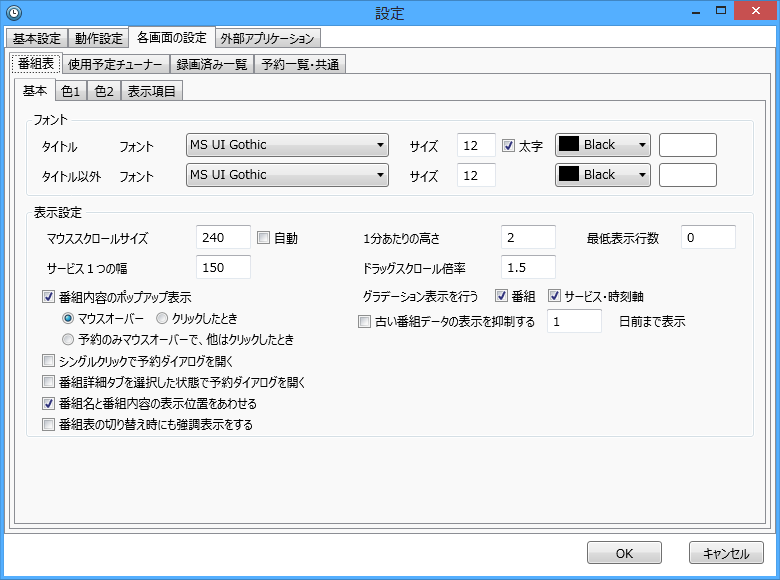 設定
基本設定 動作設定 各画面の設定 外部アプリケーション
番組表 使用予定チューナー 録画済み一覧 予約一覧・共通
基本 色1 色2 表示項目
フォント
タイトル フォント MS UI Gothic サイズ 12 太字 Black
タイトル以外 フォント MS UI Gothic サイズ 12 Black
表示設定
マウススクロールサイズ 240 自動 1分あたりの高さ 2 最低表示行数 0
サービス１つの幅 150 ドラッグスクロール倍率 1.5
番組内容のポップアップ表示 グラデーション表示を行う 番組 サービス・時刻軸
マウスオーバー クリックしたとき 古い番組データの表示を抑制する 1 日前まで表示
予約のみマウスオーバーで、他はクリックしたとき
シングルクリックで予約ダイアログを開く
番組詳細タブを選択した状態で予約ダイアログを開く
番組名と番組内容の表示位置をあわせる
番組表の切り替え時にも強調表示をする
OK キャンセル